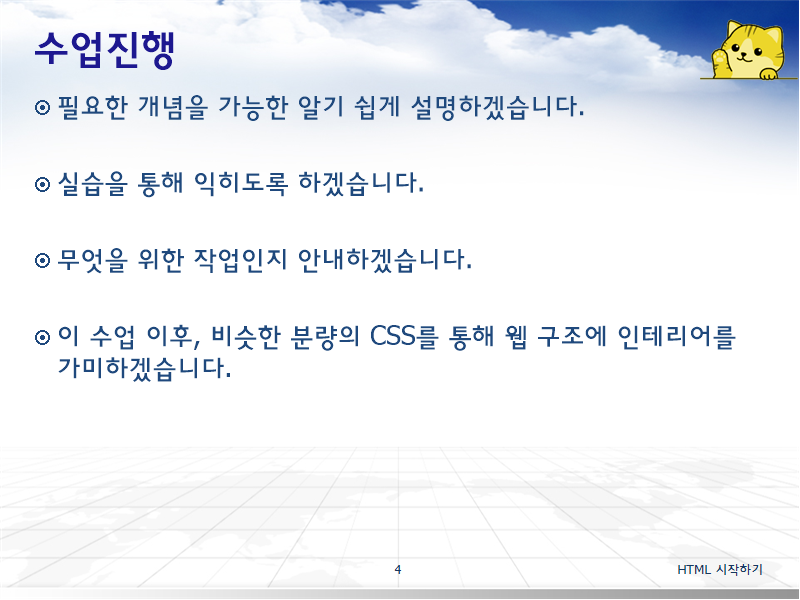 수업진행
⊙ 필요한 개념을 가능한 알기 쉽게 설명하겠습니다.
⊙ 실습을 통해 익히도록 하겠습니다.
⊙ 무엇을 위한 작업인지 안내하겠습니다.
⊙ 이 수업 이후, 비슷한 분량의 CSS를 통해 웹 구조에 인테리어를
가미하겠습니다.
4
HTML 시작하기